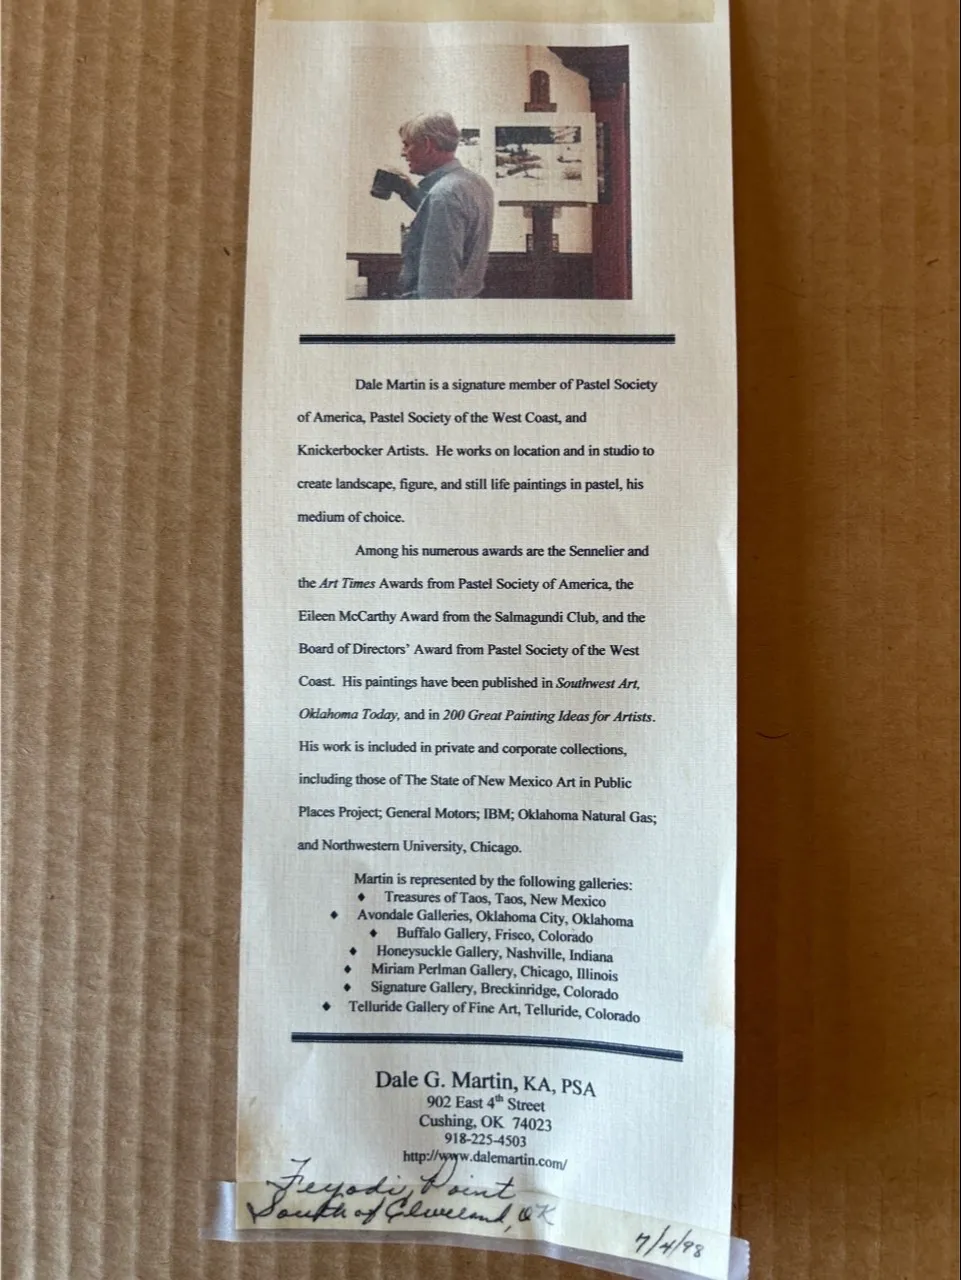 Dale Martin is a signature member of Pastel Society
of America, Pastel Society of the West Coast, and
Knickerbocker Artists. He works on location and in studio to
create landscape, figure, and still life paintings in pastel, his
medium of choice.
Among his numerous awards are the Sennelier and
the Art Times Awards from Pastel Society of America, the
Eileen McCarthy Award from the Salmagundi Club, and the
Board of Directors' Award from Pastel Society of the West
Coast. His paintings have been published in Southwest Art,
Oklahoma Today, and in 200 Great Painting Ideas for Artists.
His work is included in private and corporate collections,
including those of The State of New Mexico Art in Public
Places Project; General Motors; IBM; Oklahoma Natural Gas;
and Northwestern University, Chicago.
Martin is represented by the following galleries:
♦ Treasures of Taos, Taos, New Mexico
♦ Avondale Galleries, Oklahoma City, Oklahoma
♦ Buffalo Gallery, Frisco, Colorado
♦ Honeysuckle Gallery, Nashville, Indiana
♦ Miriam Perlman Gallery, Chicago, Illinois
♦ Signature Gallery, Breckinridge, Colorado
♦ Telluride Gallery of Fine Art, Telluride, Colorado
Dale G. Martin, KA, PSA
902 East 4th Street
Cushing, OK 74023
918-225-4503
http://www.dalemartin.com/
Feyodi Point
South of Cleveland, OK
7/4/98